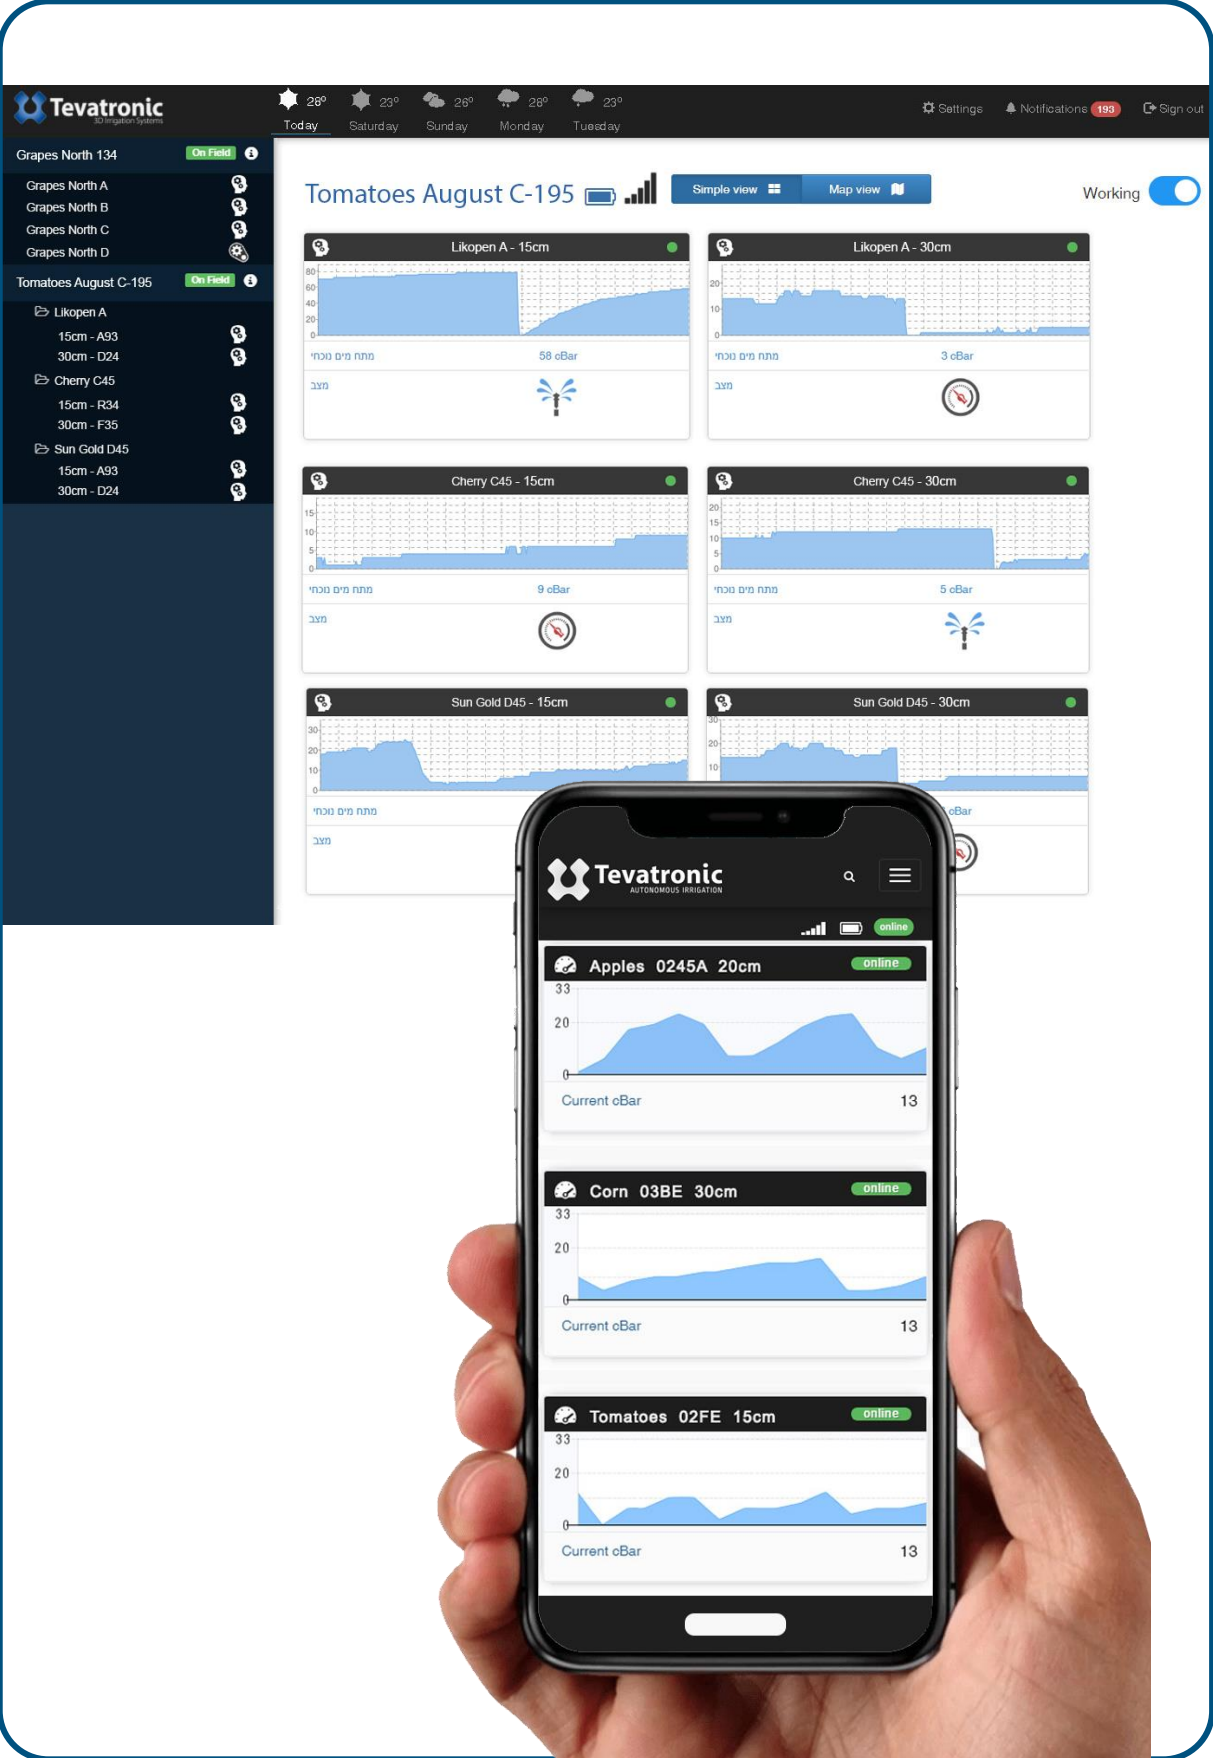 Tevatronic
3D Irrigation Systems
28° 23° 26° 28° 23°
Today Saturday Sunday Monday Tuesday
Settings Notifications 193 Sign out
Grapes North 134 On Field
Grapes North A
Grapes North B
Grapes North C
Grapes North D
Tomatoes August C-195 On Field
Likopen A
15cm - A93
30cm - D24
Cherry C45
15cm - R34
30cm - F35
Sun Gold D45
15cm - A93
30cm - D24
Tomatoes August C-195
Simple view Map view
Working
Likopen A - 15cm
80
60
40
20
0
מתח מים נוכחי 58 cBar
מצב
Likopen A - 30cm
20
10
0
מתח מים נוכחי 3 cBar
מצב
Cherry C45 - 15cm
15
10
5
0
מתח מים נוכחי 9 cBar
מצב
Cherry C45 - 30cm
20
15
10
5
0
מתח מים נוכחי 5 cBar
מצב
Sun Gold D45 - 15cm
30
20
10
0
מתח מים נוכחי
מצב
Sun Gold D45 - 30cm
30
20
10
cBar
Tevatronic
AUTONOMOUS IRRIGATION
online
Apples 0245A 20cm online
33
20
0
Current cBar 13
Corn 03BE 30cm online
33
20
0
Current cBar 13
Tomatoes 02FE 15cm online
33
20
0
Current cBar 13